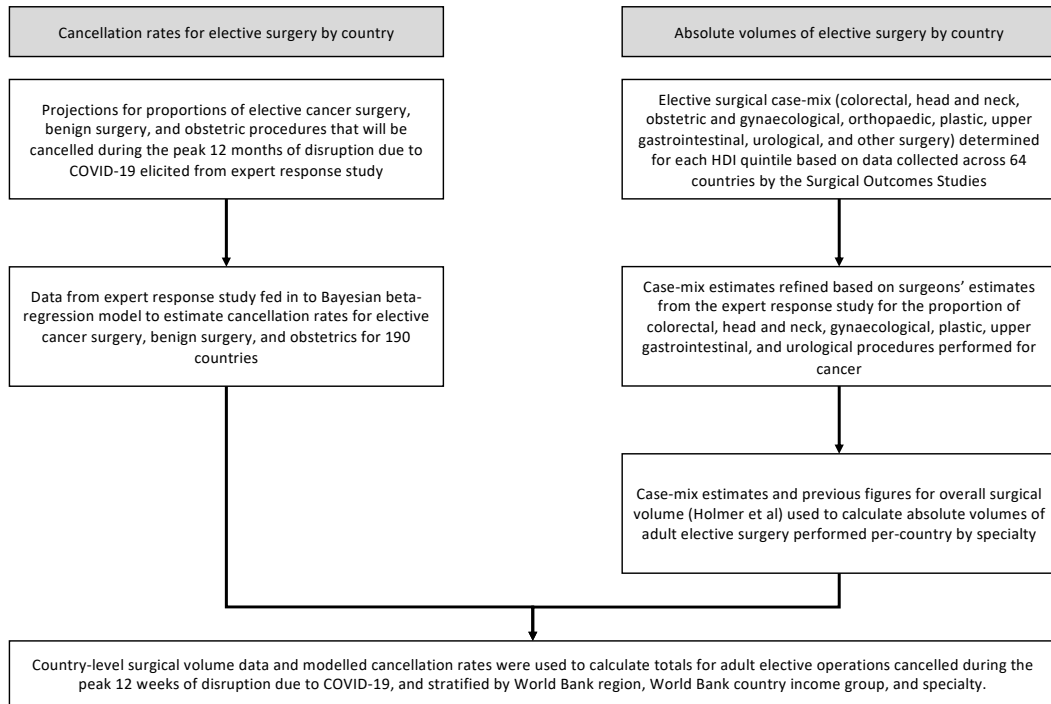 Cancellation rates for elective surgery by country
Absolute volumes of elective surgery by country
Projections for proportions of elective cancer surgery,
benign surgery, and obstetric procedures that will be
cancelled during the peak 12 months of disruption due to
COVID-19 elicited from expert response study
Elective surgical case-mix (colorectal, head and neck,
obstetric and gynaecological, orthopaedic, plastic, upper
gastrointestinal, urological, and other surgery) determined
for each HDI quintile based on data collected across 64
countries by the Surgical Outcomes Studies
Data from expert response study fed in to Bayesian beta-
regression model to estimate cancellation rates for elective
cancer surgery, benign surgery, and obstetrics for 190
countries
Case-mix estimates refined based on surgeons’ estimates
from the expert response study for the proportion of
colorectal, head and neck, gynaecological, plastic, upper
gastrointestinal, and urological procedures performed for
cancer
Case-mix estimates and previous figures for overall surgical
volume (Holmer et al) used to calculate absolute volumes of
adult elective surgery performed per-country by specialty
Country-level surgical volume data and modelled cancellation rates were used to calculate totals for adult elective operations cancelled during the
peak 12 weeks of disruption due to COVID-19, and stratified by World Bank region, World Bank country income group, and specialty.